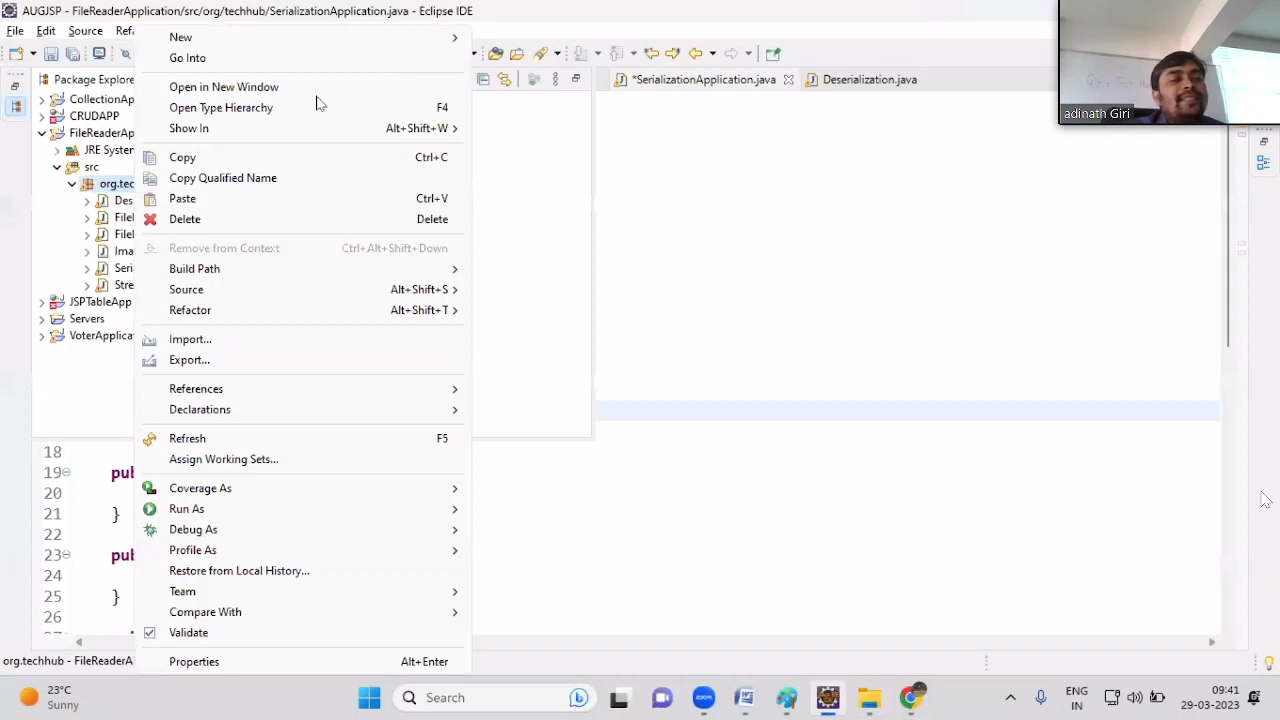 AUGJSP - FileReaderApplication/src/org/techhub/SerializationApplication.java - Eclipse IDE
File Edit Source Refa
Package Explore
*SerializationApplication.java
Deserialization.java
CollectionAp
CRUDAPP
FileReaderAp
JRE System
src
org.tec
Des
FileI
FileI
Ima
Seri
Stre
JSPTableApp
Servers
VoterApplica
New
Go Into
Open in New Window
Open Type Hierarchy F4
Show In Alt+Shift+W
Copy Ctrl+C
Copy Qualified Name
Paste Ctrl+V
Delete Delete
Remove from Context Ctrl+Alt+Shift+Down
Build Path
Source Alt+Shift+S
Refactor Alt+Shift+T
Import...
Export...
References
Declarations
Refresh F5
Assign Working Sets...
Coverage As
Run As
Debug As
Profile As
Restore from Local History...
Team
Compare With
Validate
Properties Alt+Enter
18
19 pub
20
21 }
22
23 pub
24
25 }
26
org.techhub - FileReaderA
adinath Giri
23°C
Sunny
Search
zoom
ENG
IN
09:41
29-03-2023